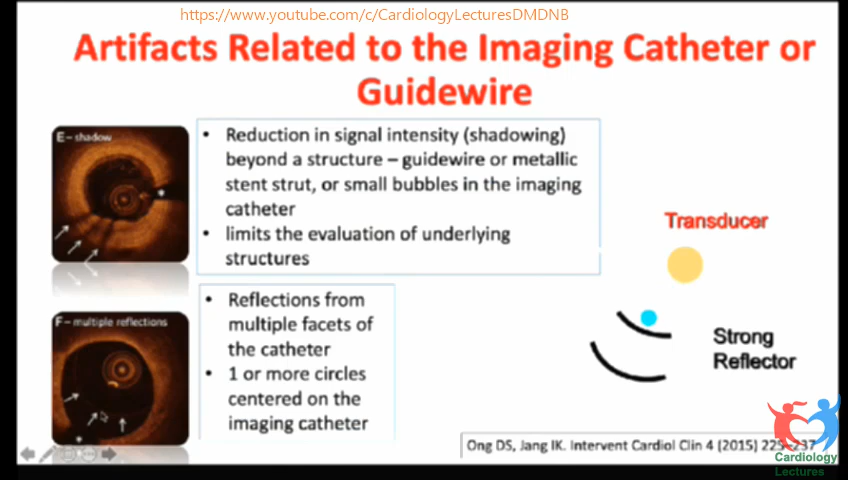 https://www.youtube.com/c/CardiologyLecturesDMDNB
Artifacts Related to the Imaging Catheter or
Guidewire
E – shadow
• Reduction in signal intensity (shadowing)
beyond a structure – guidewire or metallic
stent strut, or small bubbles in the imaging
catheter
• limits the evaluation of underlying
structures
F – multiple reflections
• Reflections from
multiple facets of
the catheter
• 1 or more circles
centered on the
imaging catheter
Transducer
Strong
Reflector
Ong DS, Jang IK. Intervent Cardiol Clin 4 (2015) 225–237
Cardiology
Lectures